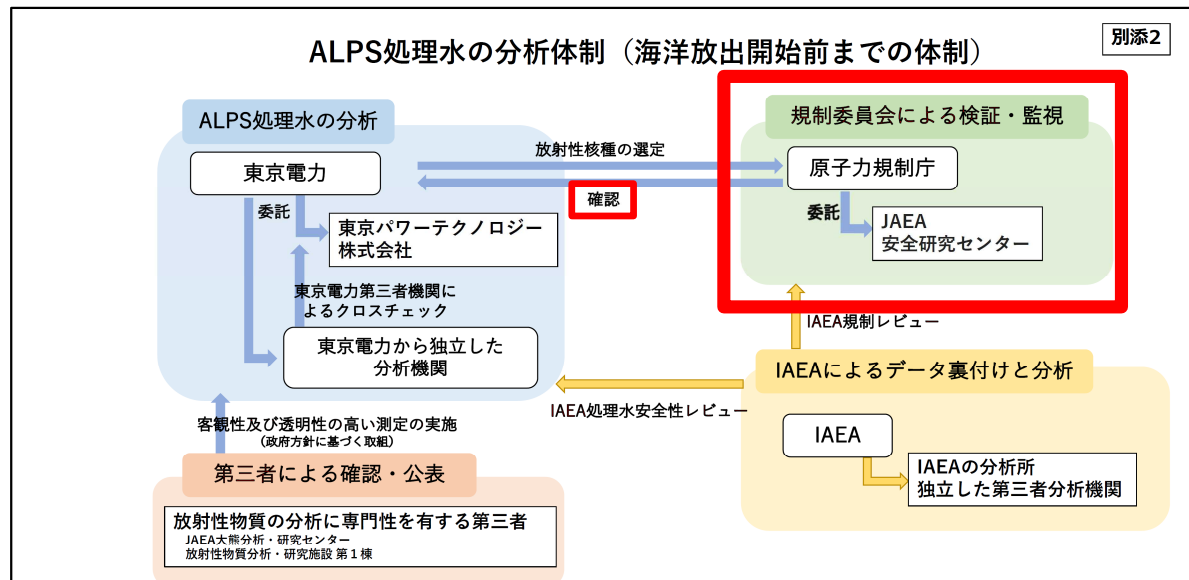 別添2
ALPS処理水の分析体制（海洋放出開始前までの体制）
ALPS処理水の分析
東京電力
委託
東京パワーテクノロジー
株式会社
東京電力第三者機関に
よるクロスチェック
東京電力から独立した
分析機関
放射性核種の選定
確認
規制委員会による検証・監視
原子力規制庁
委託
JAEA
安全研究センター
IAEA規制レビュー
IAEA処理水安全性レビュー
IAEAによるデータ裏付けと分析
IAEA
IAEAの分析所
独立した第三者分析機関
客観性及び透明性の高い測定の実施
(政府方針に基づく取組)
第三者による確認・公表
放射性物質の分析に専門性を有する第三者
JAEA大熊分析・研究センター
放射性物質分析・研究施設 第１棟